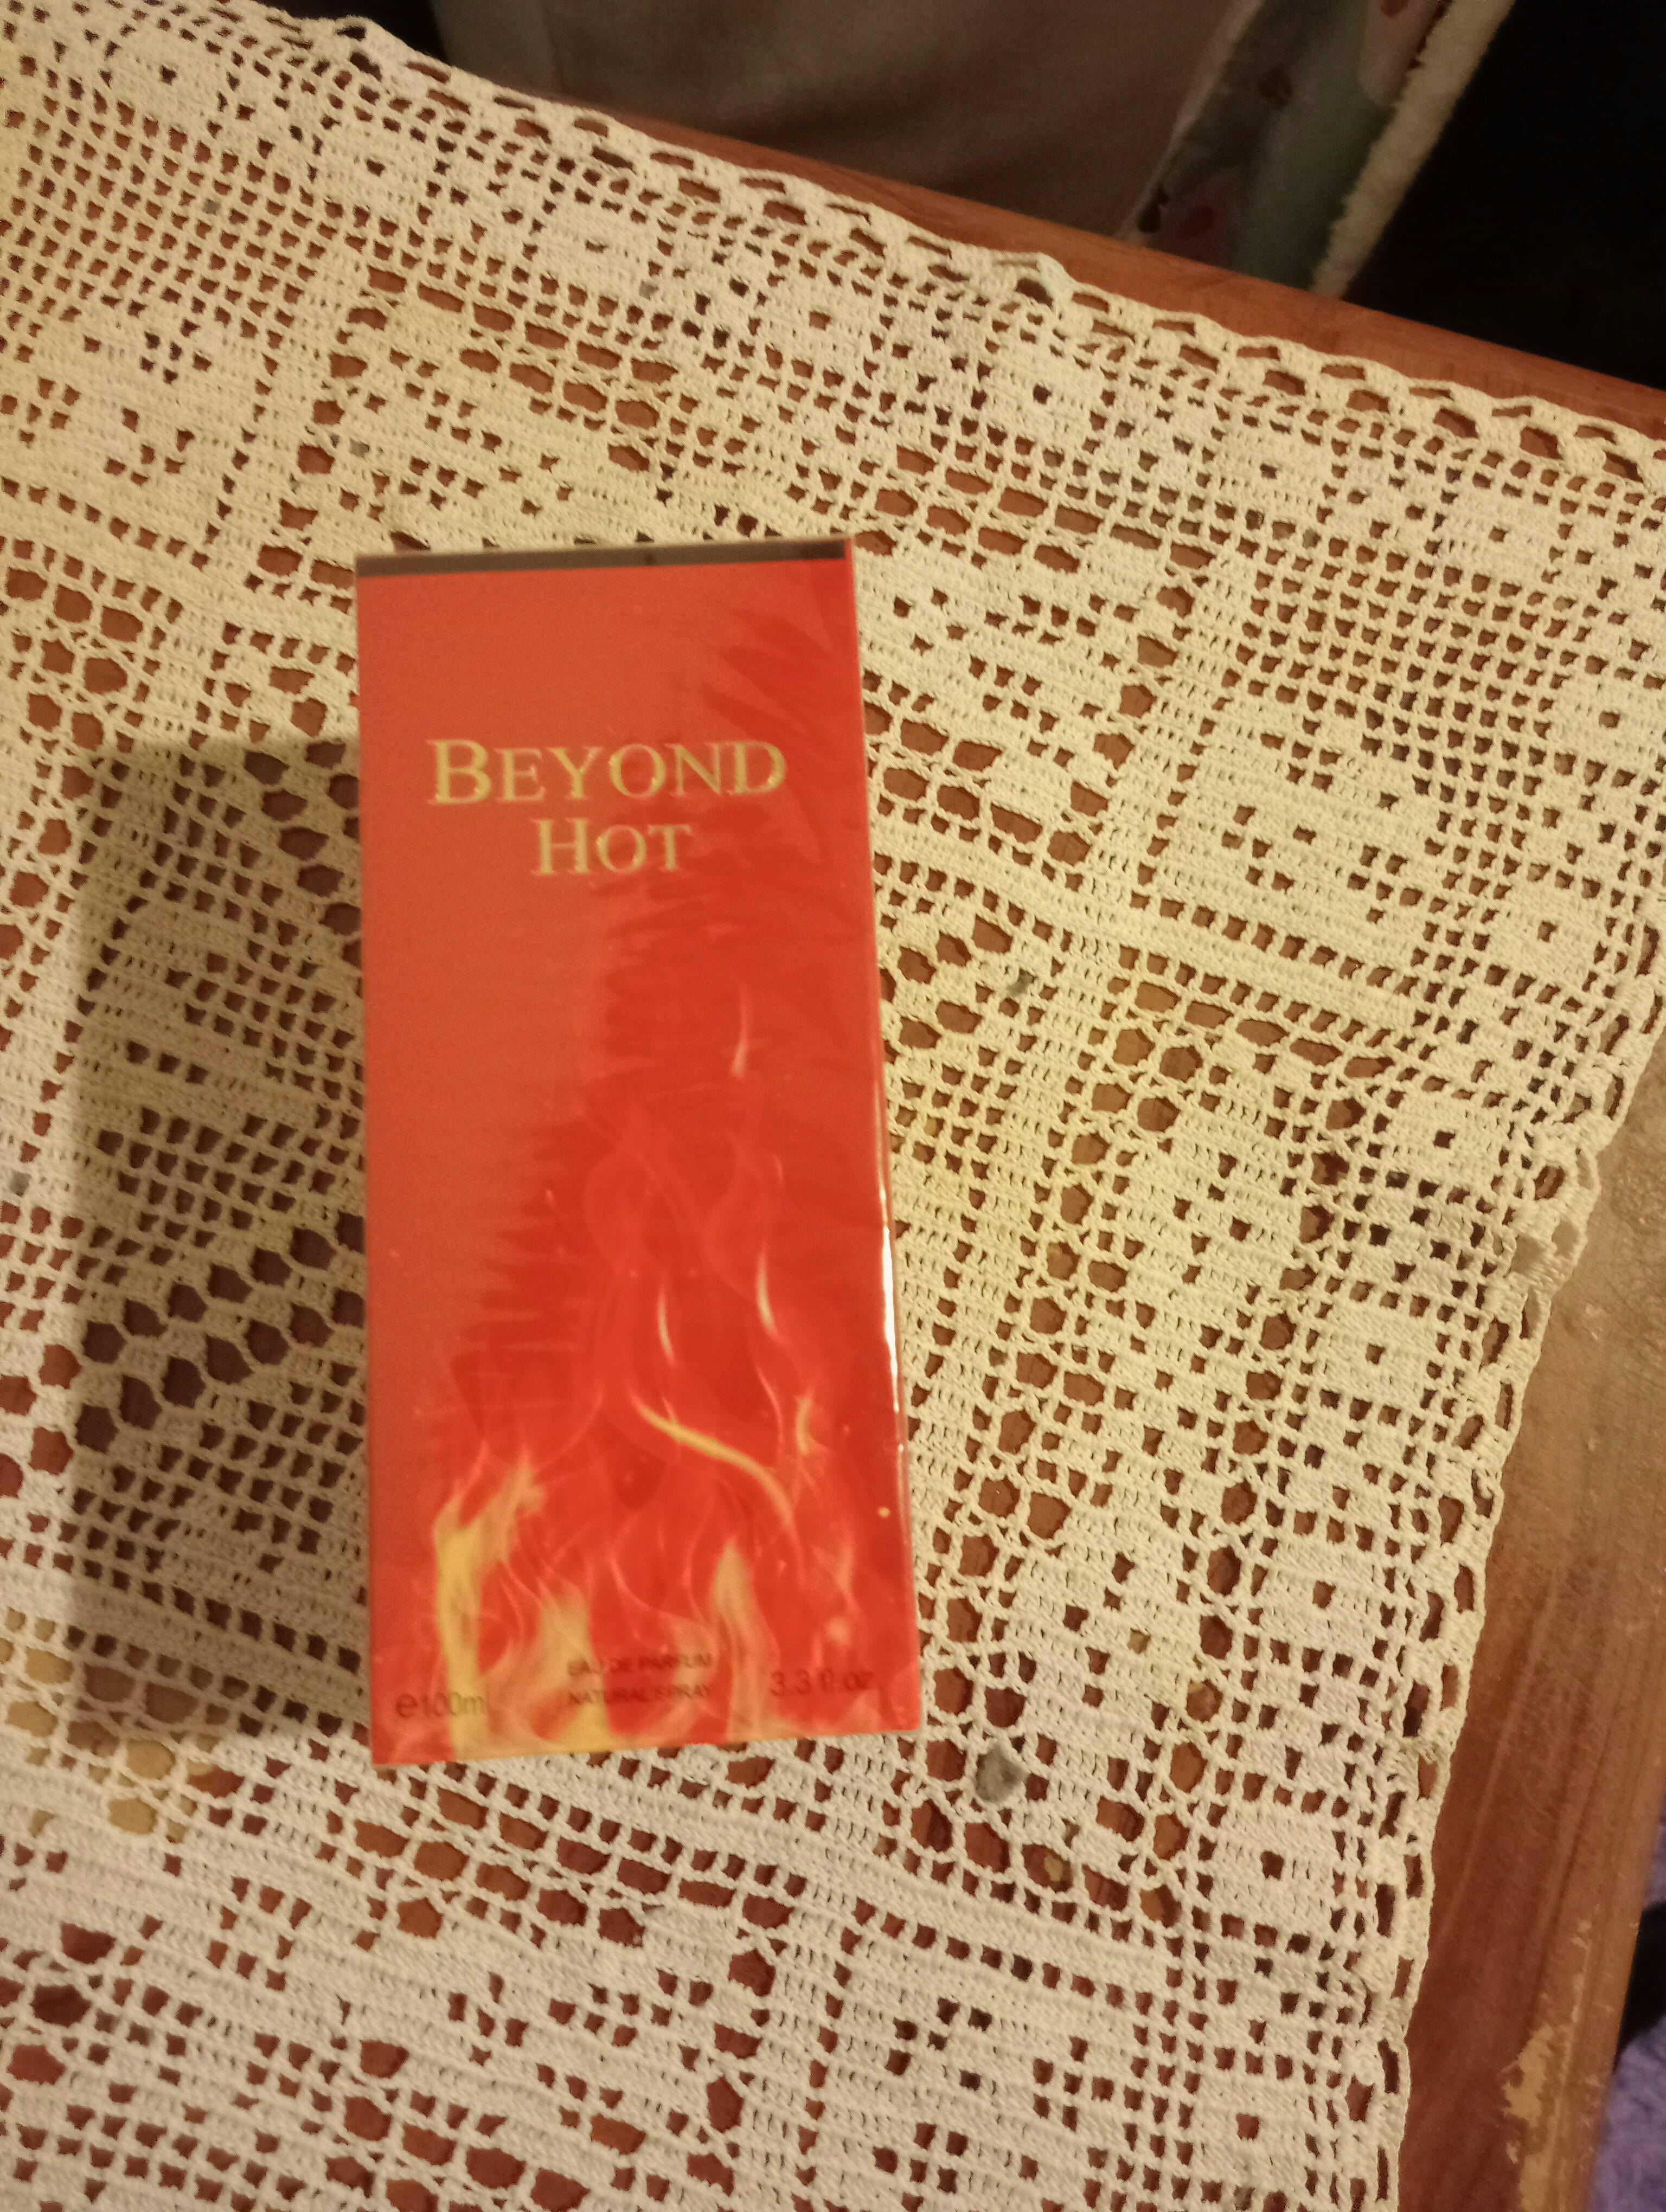 BEYOND
HOT
EAU DE PARFUM
NATURAL SPRAY
e100ml
3.3 fl.oz.